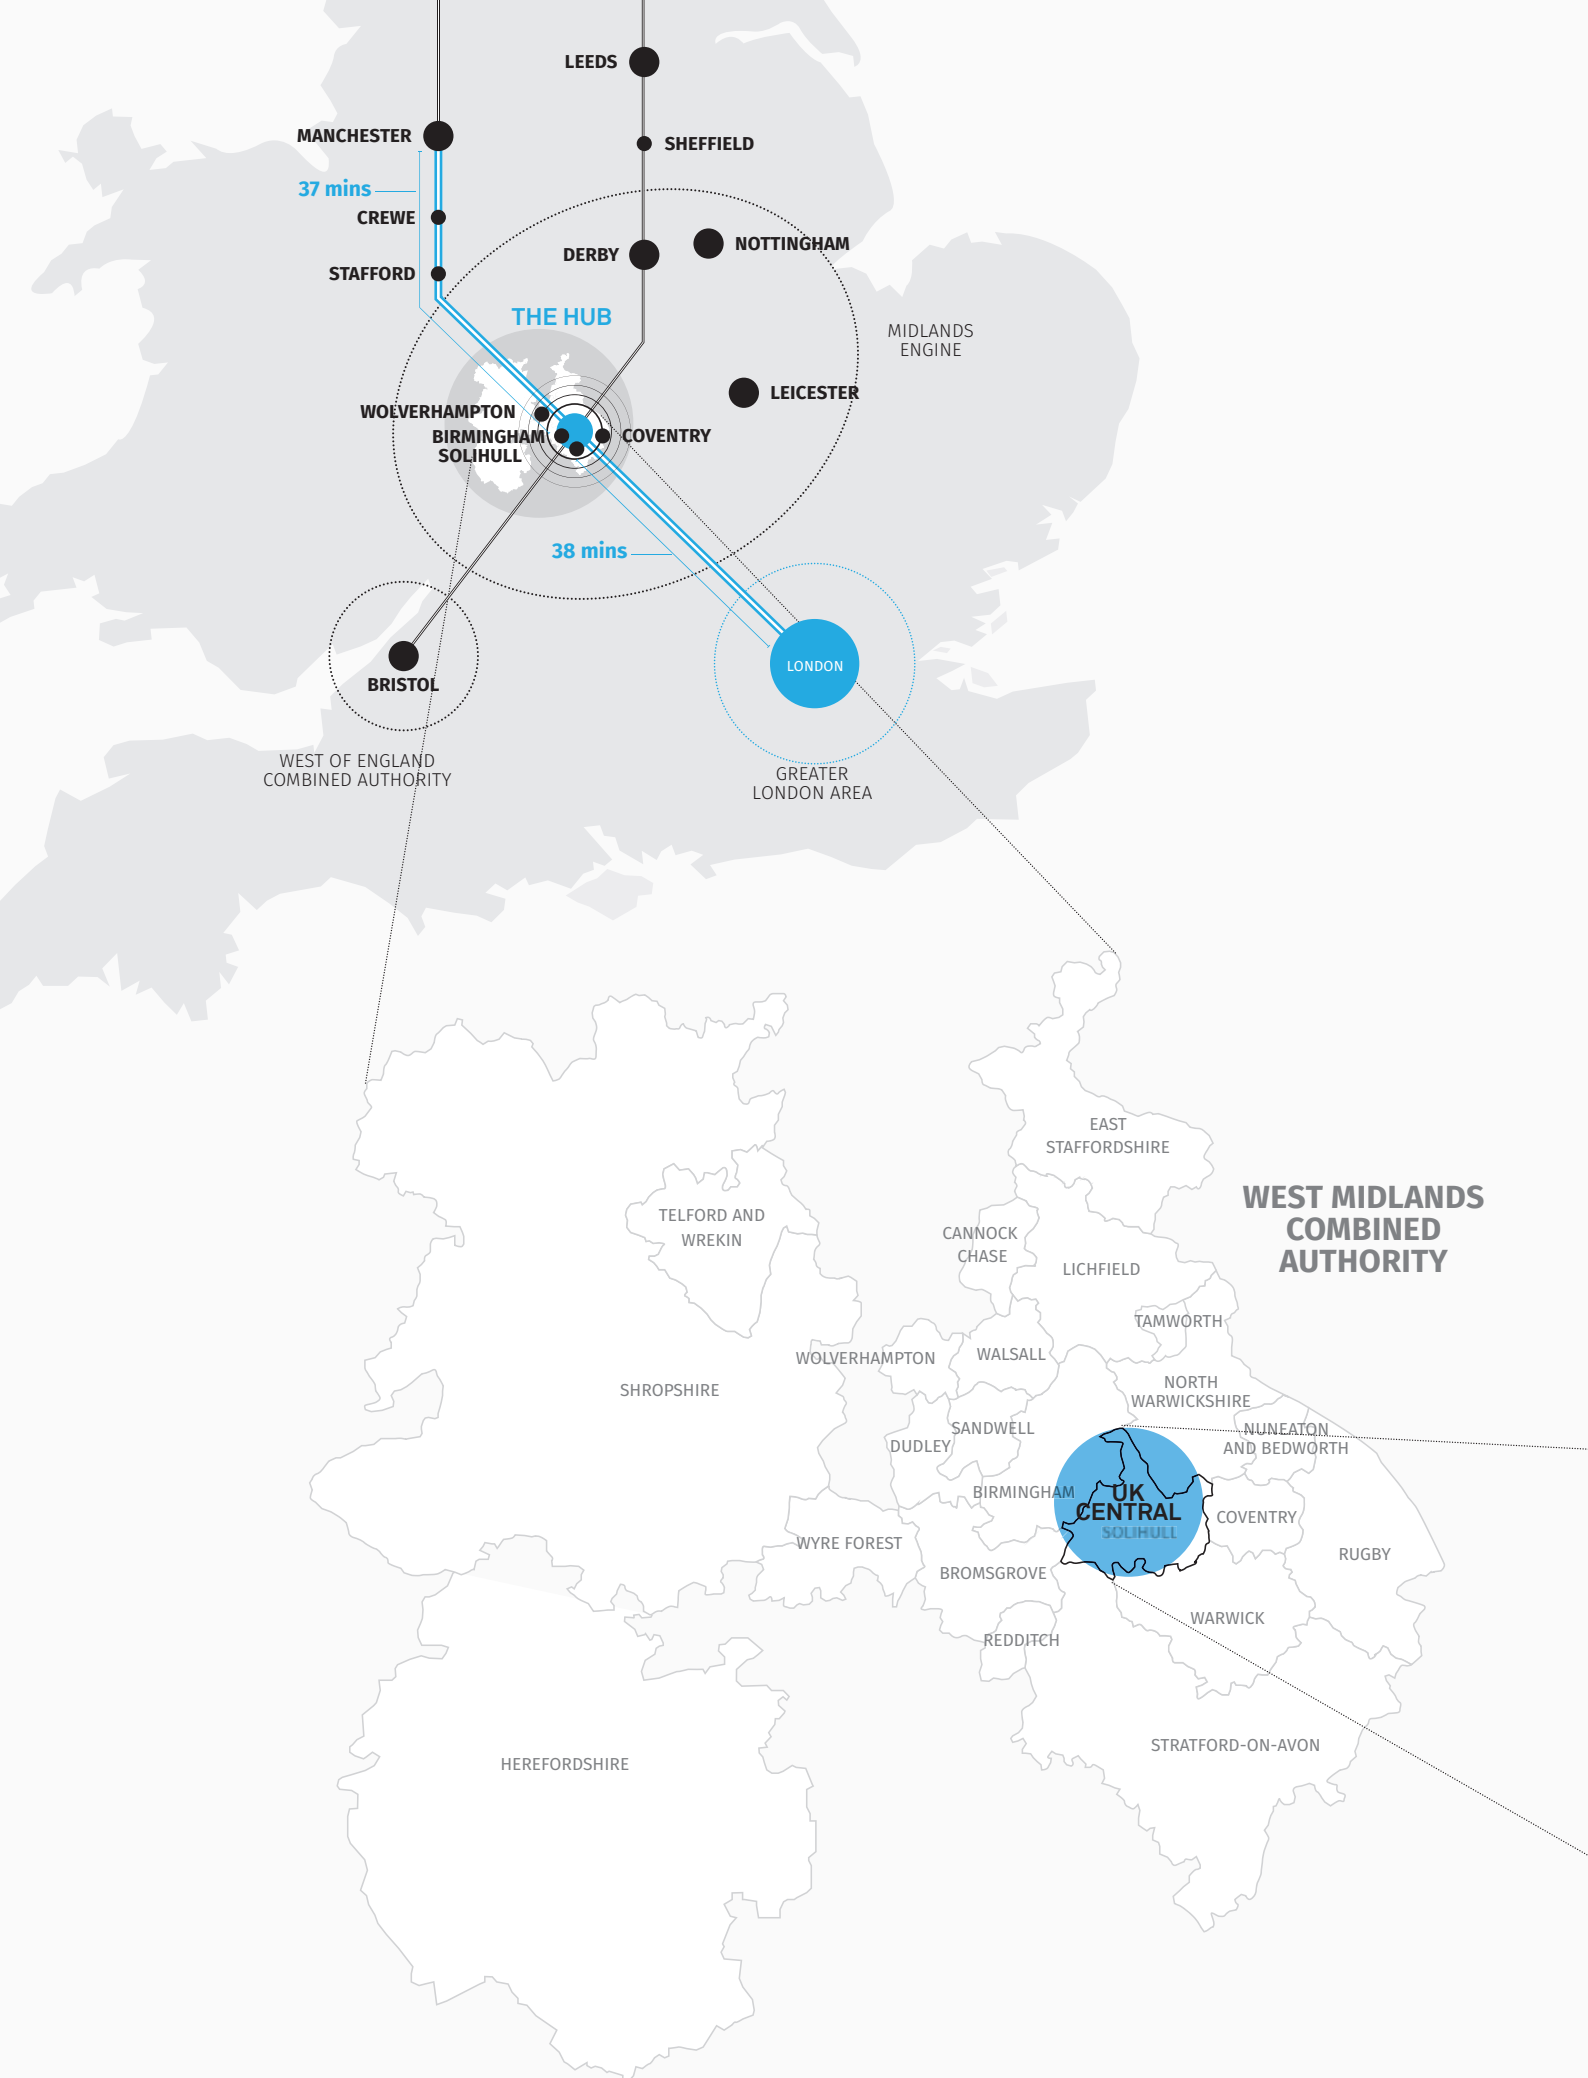 LEEDS
MANCHESTER
SHEFFIELD
37 mins
CREWE
DERBY
NOTTINGHAM
STAFFORD
THE HUB
MIDLANDS
ENGINE
LEICESTER
WOLVERHAMPTON
BIRMINGHAM
COVENTRY
SOLIHULL
38 mins
LONDON
BRISTOL
WEST OF ENGLAND
COMBINED AUTHORITY
GREATER
LONDON AREA
EAST
STAFFORDSHIRE
WEST MIDLANDS
COMBINED
AUTHORITY
TELFORD AND
WREKIN
CANNOCK
CHASE
LICHFIELD
TAMWORTH
WOLVERHAMPTON
WALSALL
SHROPSHIRE
NORTH
WARWICKSHIRE
SANDWELL
NUNEATON
AND BEDWORTH
DUDLEY
BIRMINGHAM
UK
CENTRAL
SOLIHULL
COVENTRY
WYRE FOREST
RUGBY
BROMSGROVE
WARWICK
REDDITCH
STRATFORD-ON-AVON
HEREFORDSHIRE